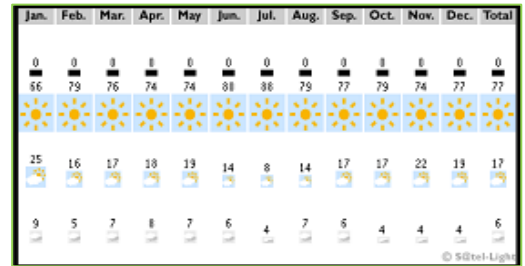 Jan. Feb. Mar. Apr. May Jun. Jul. Aug. Sep. Oct. Nov. Dec. Total
0 0 0 0 0 0 0 0 0 0 0 0 0
66 79 76 74 74 80 88 79 77 79 74 77 77
25 16 17 18 19 14 8 14 17 17 22 19 17
9 5 7 8 7 6 4 7 6 4 4 4 6
© S@tel-Light